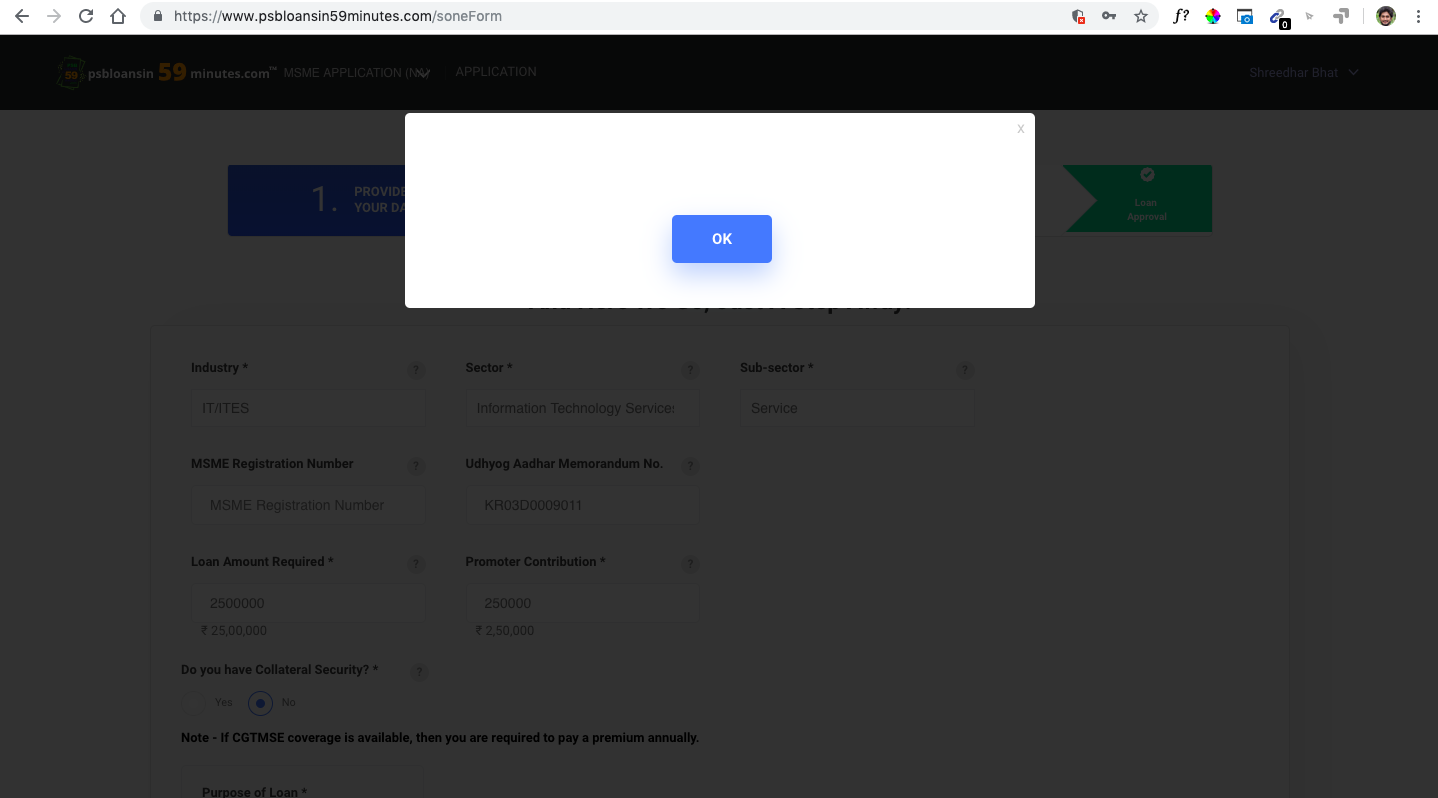 https://www.psbloansin59minutes.com/soneForm
f?
0
59 psbloansin 59 minutes.com™ MSME APPLICATION (NA) APPLICATION Shreedhar Bhat
x
1. PROVIDE
YOUR DA
OK
Loan
Approval
Industry * ? Sector * ? Sub-sector * ?
IT/ITES Information Technology Services Service
MSME Registration Number ? Udhyog Aadhar Memorandum No. ?
MSME Registration Number KR03D0009011
Loan Amount Required * ? Promoter Contribution * ?
2500000 250000
₹ 25,00,000 ₹ 2,50,000
Do you have Collateral Security? * ?
Yes No
Note - If CGTMSE coverage is available, then you are required to pay a premium annually.
Purpose of Loan *